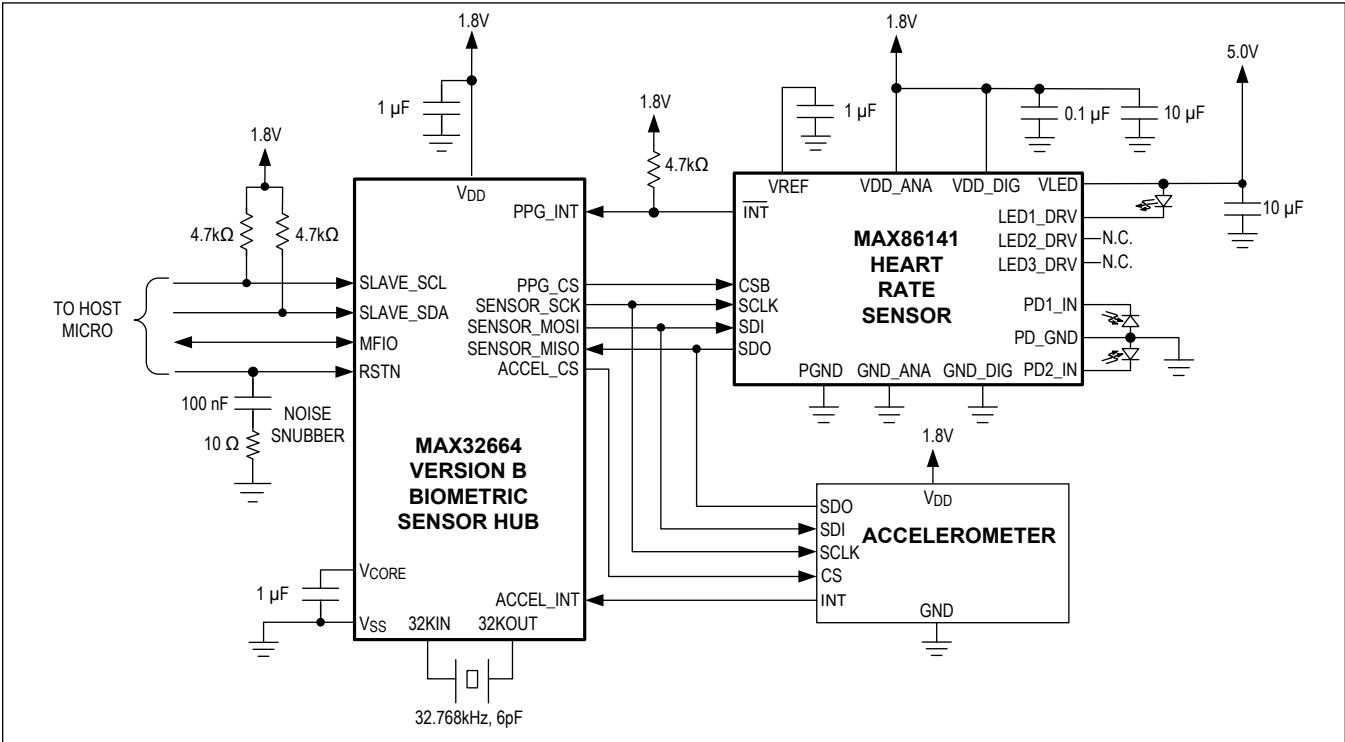 1.8V
1 µF
1.8V
4.7kΩ
4.7kΩ
TO HOST
MICRO
100 nF
NOISE
SNUBBER
10 Ω
VDD
PPG_INT
SLAVE_SCL
SLAVE_SDA
MFIO
RSTN
PPG_CS
SENSOR_SCK
SENSOR_MOSI
SENSOR_MISO
ACCEL_CS
MAX32664
VERSION B
BIOMETRIC
SENSOR HUB
VCORE
1 µF
VSS
32KIN
32KOUT
ACCEL_INT
32.768kHz, 6pF
1.8V
4.7kΩ
1 µF
1.8V
0.1 µF
10 µF
5.0V
10 µF
VREF
VDD_ANA
VDD_DIG
VLED
INT
LED1_DRV
LED2_DRV
N.C.
LED3_DRV
N.C.
MAX86141
HEART
RATE
SENSOR
CSB
SCLK
SDI
SDO
PD1_IN
PD_GND
PD2_IN
PGND
GND_ANA
GND_DIG
1.8V
VDD
SDO
SDI
SCLK
CS
INT
ACCELEROMETER
GND